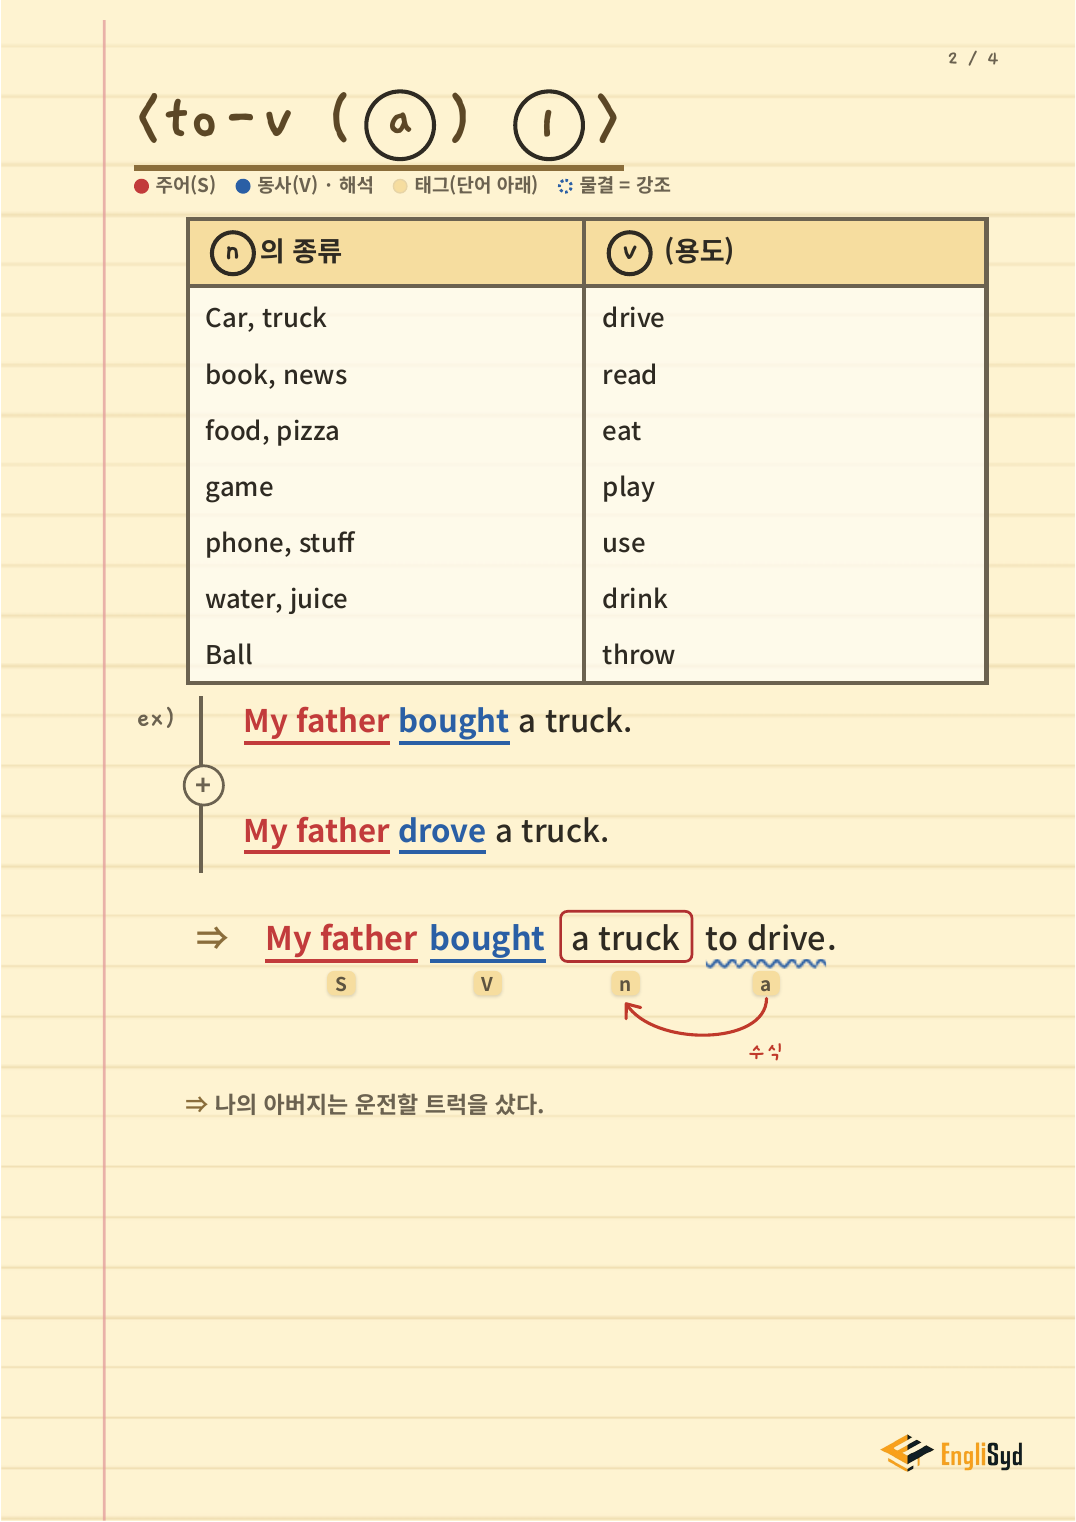 2 / 4
<to-v ( a ) 1>
주어(S) 동사(V) · 해석 태그(단어 아래) 물결 = 강조
n의 종류 v (용도)
Car, truck drive
book, news read
food, pizza eat
game play
phone, stuff use
water, juice drink
Ball throw
ex) My father bought a truck.
+
My father drove a truck.
⇒ My father bought a truck to drive.
S V n a
수식
⇒ 나의 아버지는 운전할 트럭을 샀다.
EngliSyd